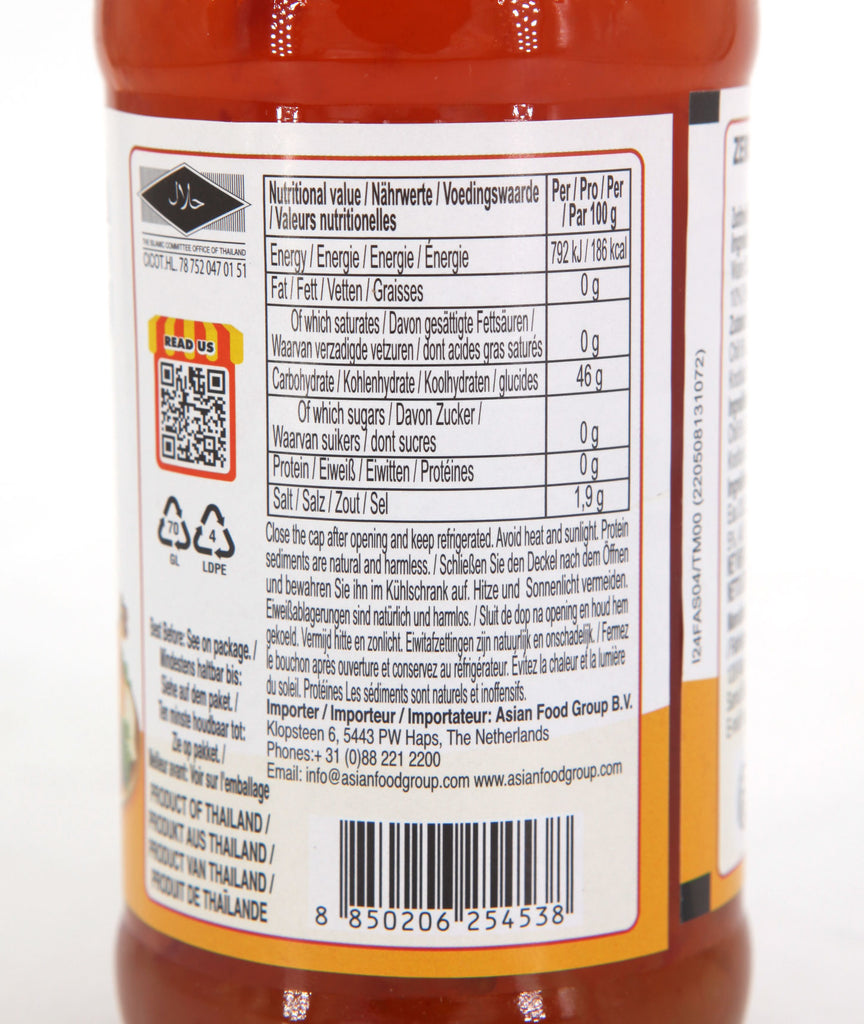 حلال
THE ISLAMIC COMMITTEE OFFICE OF THAILAND
CICOT.HL. 78 752 047 01 51
READ US
70
GL
4
LDPE
Best Before: See on package. /
Mindestens haltbar bis:
Siehe auf dem paket. /
Ten minste houdbaar tot:
Zie op pakket. /
Meilleur avant: Voir sur l'emballage
PRODUCT OF THAILAND /
PRODUKT AUS THAILAND /
PRODUCT VAN THAILAND /
PRODUIT DE THAÏLANDE
Nutritional value / Nährwerte / Voedingswaarde Per / Pro / Per
/ Valeurs nutritionelles / Par 100 g
Energy / Energie / Energie / Énergie 792 kJ / 186 kcal
Fat / Fett / Vetten / Graisses 0 g
Of which saturates / Davon gesättigte Fettsäuren /
Waarvan verzadigde vetzuren / dont acides gras saturés 0 g
Carbohydrate / Kohlenhydrate / Koolhydraten / glucides 46 g
Of which sugars / Davon Zucker /
Waarvan suikers / dont sucres 0 g
Protein / Eiweiß / Eiwitten / Protéines 0 g
Salt / Salz / Zout / Sel 1,9 g
Close the cap after opening and keep refrigerated. Avoid heat and sunlight. Protein
sediments are natural and harmless. / Schließen Sie den Deckel nach dem Öffnen
und bewahren Sie ihn im Kühlschrank auf. Hitze und Sonnenlicht vermeiden.
Eiweißablagerungen sind natürlich und harmlos. / Sluit de dop na opening en houd hem
gekoeld. Vermijd hitte en zonlicht. Eiwitafzettingen zijn natuurlijk en onschadelijk. / Fermez
le bouchon après ouverture et conservez au réfrigérateur. Évitez la chaleur et la lumière
du soleil. Protéines Les sédiments sont naturels et inoffensifs.
Importer / Importeur / Importateur: Asian Food Group B.V.
Klopsteen 6, 5443 PW Haps, The Netherlands
Phones:+ 31 (0)88 221 2200
Email: info@asianfoodgroup.com www.asianfoodgroup.com
8 850206 254538
I24FAS04/TM00 (220508131072)